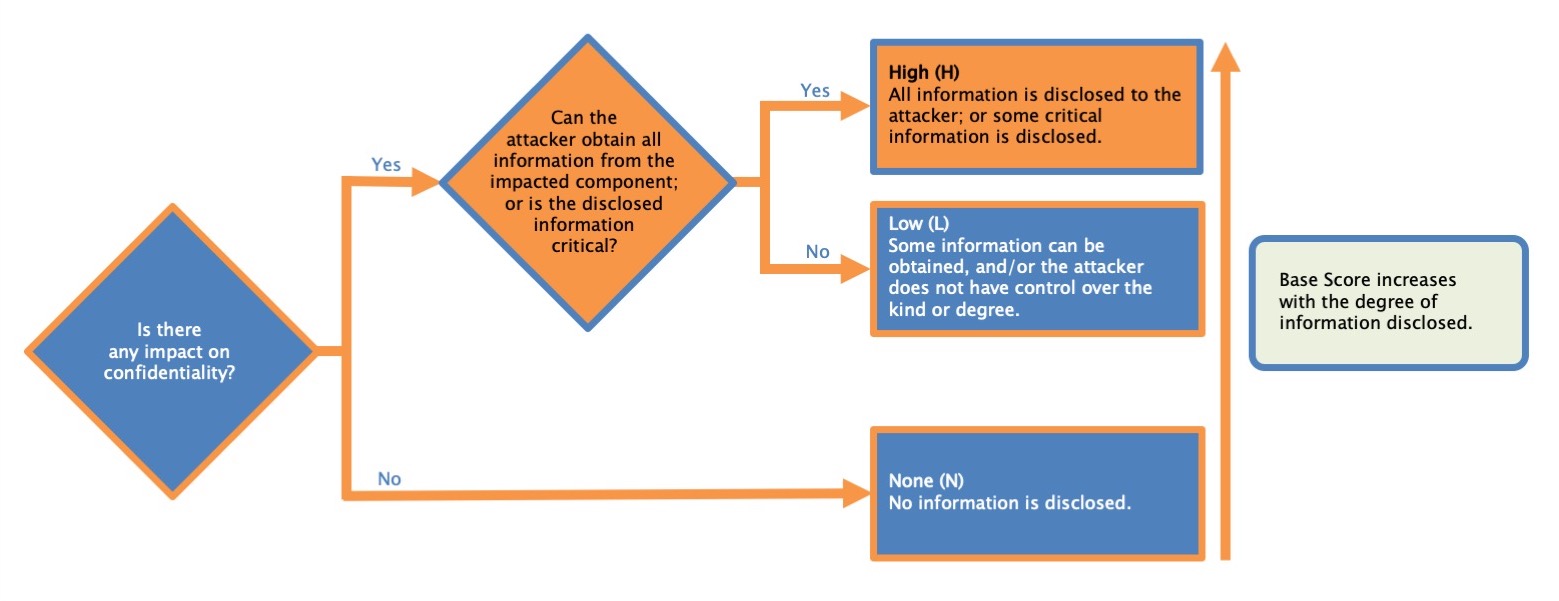 Is there
any impact on
confidentiality?
Yes
No
Can the
attacker obtain all
information from the
impacted component;
or is the disclosed
information
critical?
Yes
No
High (H)
All information is disclosed to the
attacker; or some critical
information is disclosed.
Low (L)
Some information can be
obtained, and/or the attacker
does not have control over the
kind or degree.
None (N)
No information is disclosed.
Base Score increases
with the degree of
information disclosed.